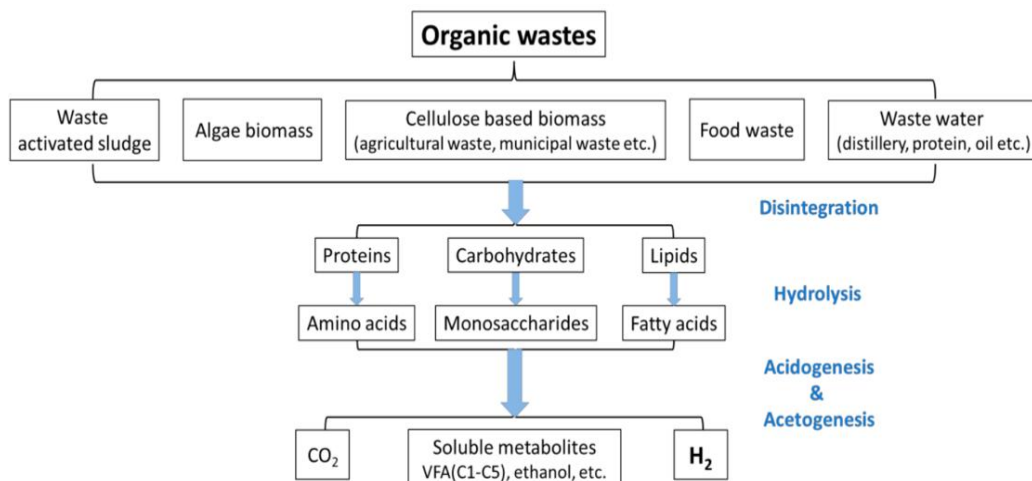 Organic wastes
Waste
activated sludge
Algae biomass
Cellulose based biomass
(agricultural waste, municipal waste etc.)
Food waste
Waste water
(distillery, protein, oil etc.)
Disintegration
Proteins
Carbohydrates
Lipids
Hydrolysis
Amino acids
Monosaccharides
Fatty acids
Acidogenesis
&
Acetogenesis
CO₂
Soluble metabolites
VFA(C1-C5), ethanol, etc.
H₂